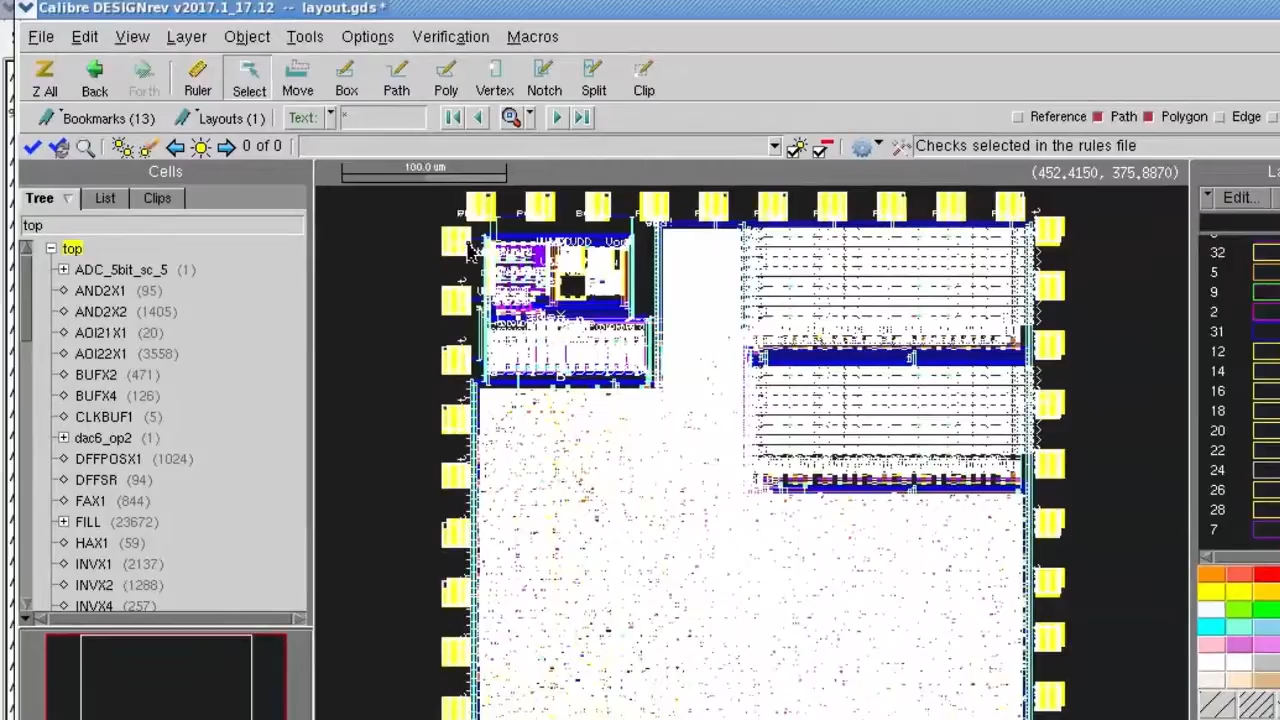 Calibre DESIGNrev v2017.1_17.12 -- layout.gds *
File Edit View Layer Object Tools Options Verification Macros
Z All Back Forth Ruler Select Move Box Path Poly Vertex Notch Split Clip
Bookmarks (13) Layouts (1) Text: * Reference Path Polygon Edge
0 of 0 Checks selected in the rules file
Cells 100.0 um (452.4150, 375.8870)
Tree List Clips Edit...
top
top
ADC_5bit_sc_5 (1)
AND2X1 (95)
AND2X2 (1405)
AOI21X1 (20)
AOI22X1 (3558)
BUFX2 (471)
BUFX4 (126)
CLKBUF1 (5)
dac6_op2 (1)
DFFPOSX1 (1024)
DFFSR (94)
FAX1 (844)
FILL (23672)
HAX1 (59)
INVX1 (2137)
INVX2 (1288)
INVX4 (257)
32
5
9
2
31
12
14
16
18
20
22
24
26
28
7